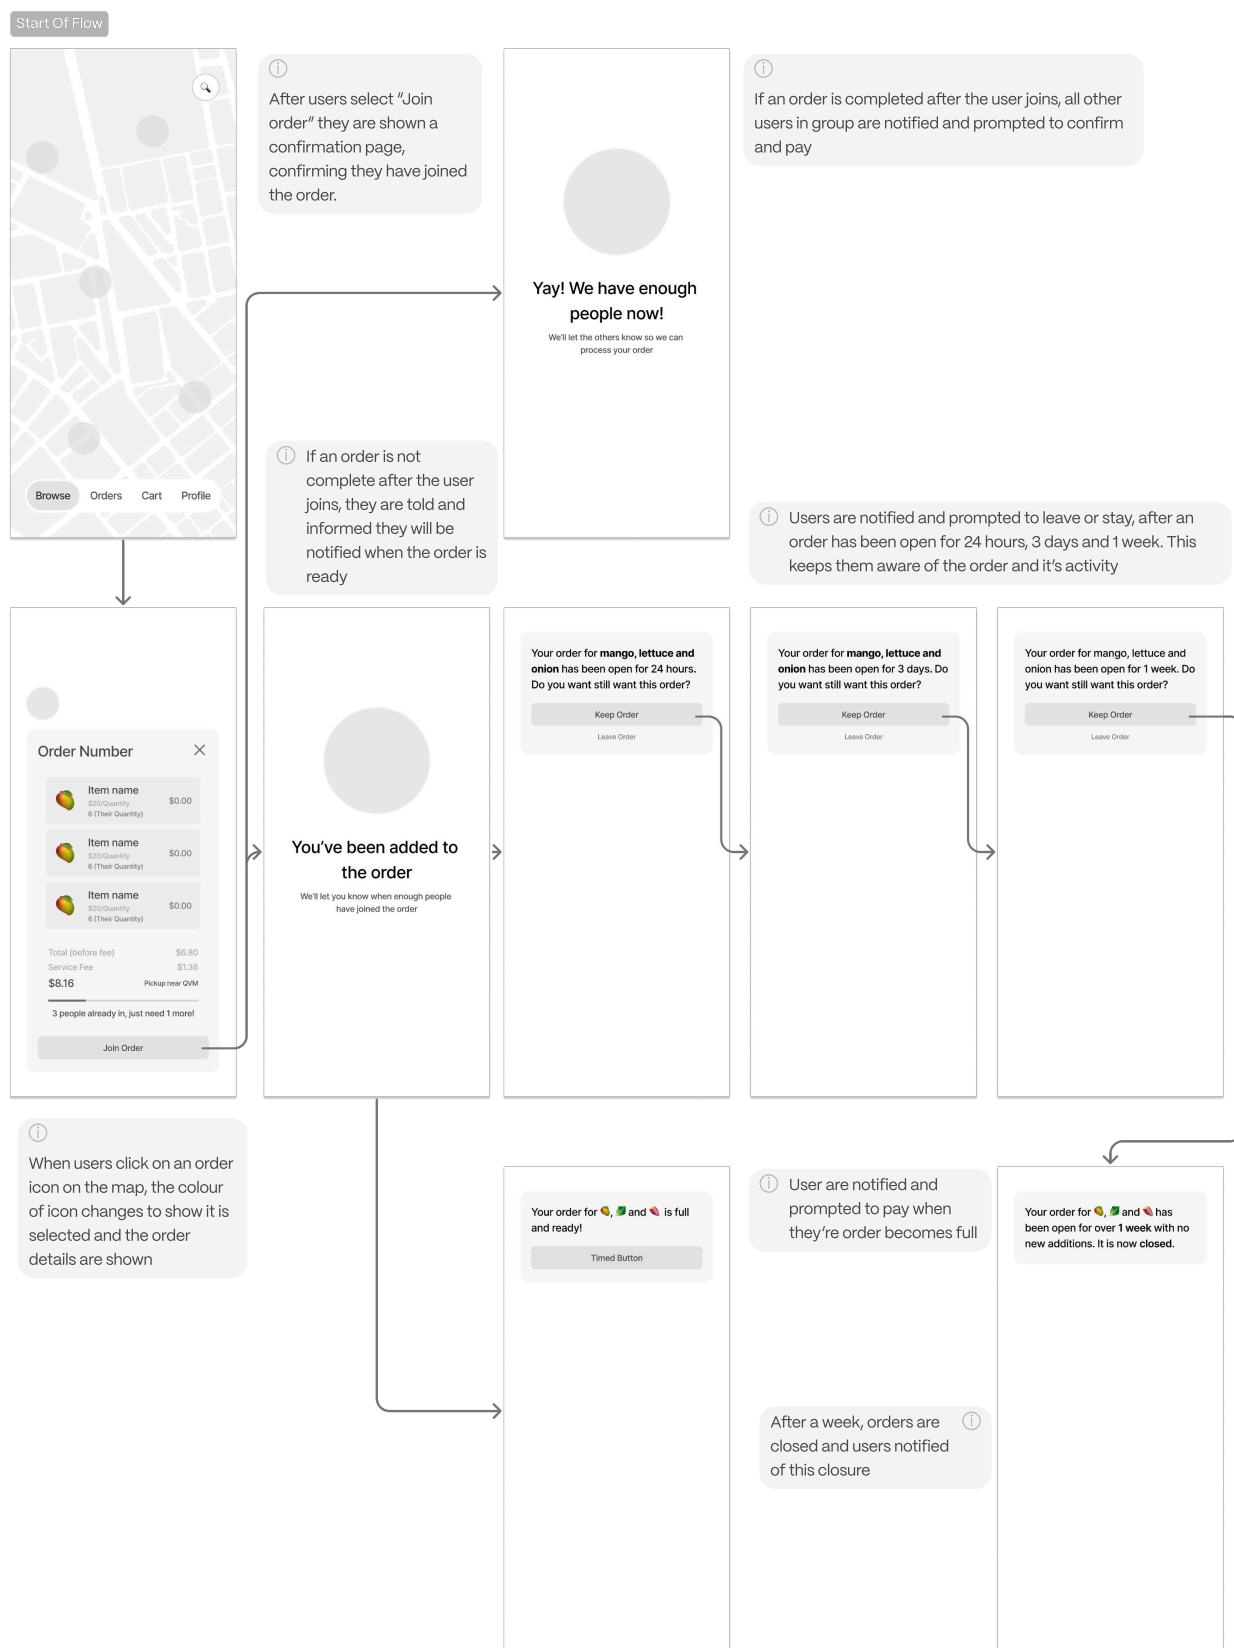 Start Of Flow
After users select “Join
order” they are shown a
confirmation page,
confirming they have joined
the order.
If an order is completed after the user joins, all other
users in group are notified and prompted to confirm
and pay
Yay! We have enough
people now!
We'll let the others know so we can
process your order
Browse Orders Cart Profile
If an order is not
complete after the user
joins, they are told and
informed they will be
notified when the order is
ready
Users are notified and prompted to leave or stay, after an
order has been open for 24 hours, 3 days and 1 week. This
keeps them aware of the order and it's activity
Order Number
Item name
$20/Quantity
6 (Their Quantity)
$0.00
Item name
$20/Quantity
6 (Their Quantity)
$0.00
Item name
$20/Quantity
6 (Their Quantity)
$0.00
Total (before fee) $6.80
Service Fee $1.36
$8.16 Pickup near QVM
3 people already in, just need 1 more!
Join Order
You've been added to
the order
We'll let you know when enough people
have joined the order
Your order for mango, lettuce and
onion has been open for 24 hours.
Do you want still want this order?
Keep Order
Leave Order
Your order for mango, lettuce and
onion has been open for 3 days. Do
you want still want this order?
Keep Order
Leave Order
Your order for mango, lettuce and
onion has been open for 1 week. Do
you want still want this order?
Keep Order
Leave Order
When users click on an order
icon on the map, the colour
of icon changes to show it is
selected and the order
details are shown
Your order for 🥭, 🥬 and 🍠 is full
and ready!
Timed Button
User are notified and
prompted to pay when
they're order becomes full
Your order for 🥭, 🥬 and 🍠 has
been open for over 1 week with no
new additions. It is now closed.
After a week, orders are
closed and users notified
of this closure